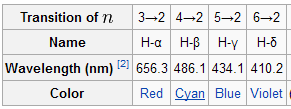 Transition of n 3→2 4→2 5→2 6→2
Name H-α H-β H-γ H-δ
Wavelength (nm) [2] 656.3 486.1 434.1 410.2
Color Red Cyan Blue Violet